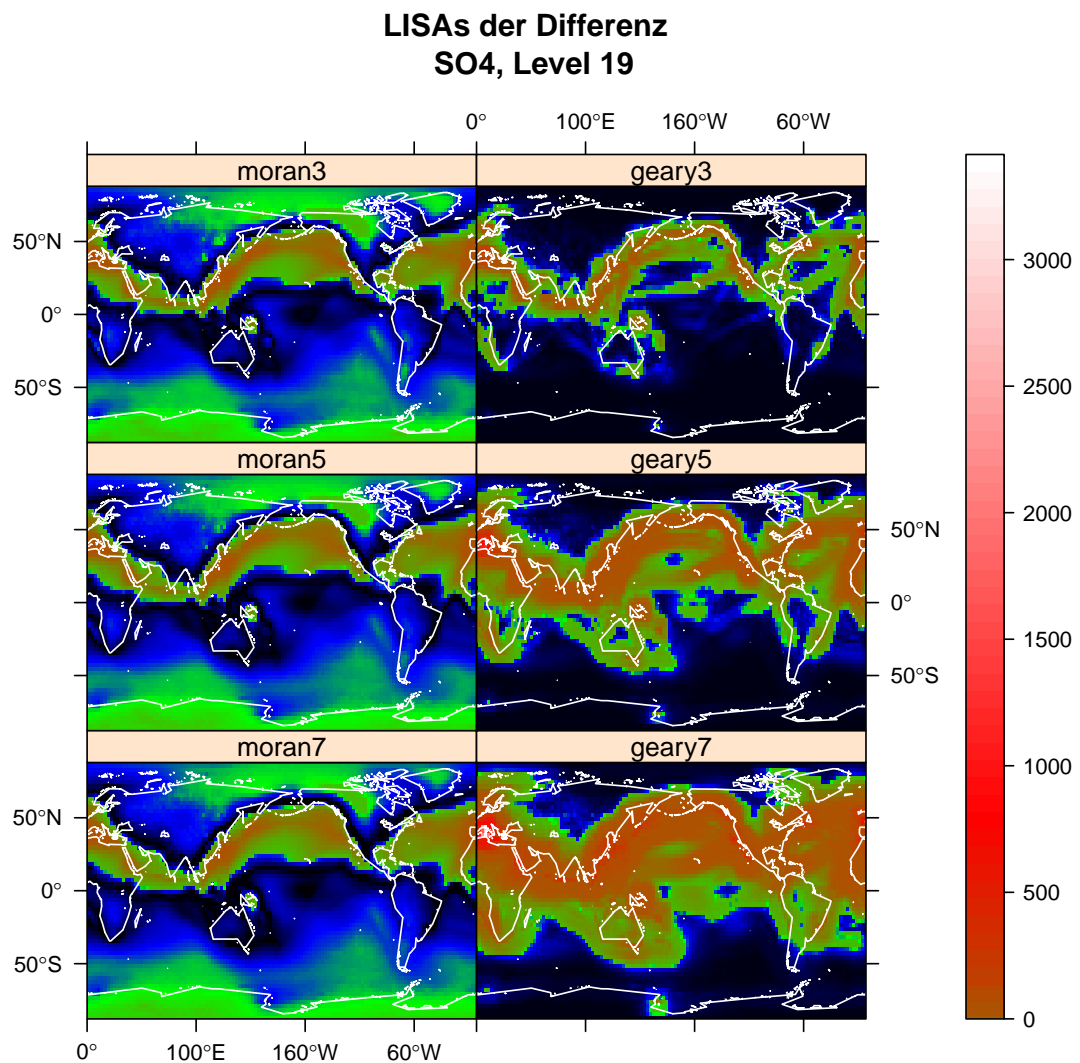 LISAs der Differenz
SO4, Level 19
0° 100°E 160°W 60°W
moran3 geary3
50°N
0°
50°S
moran5 geary5
50°N
0°
50°S
moran7 geary7
50°N
0°
50°S
0° 100°E 160°W 60°W
3000
2500
2000
1500
1000
500
0